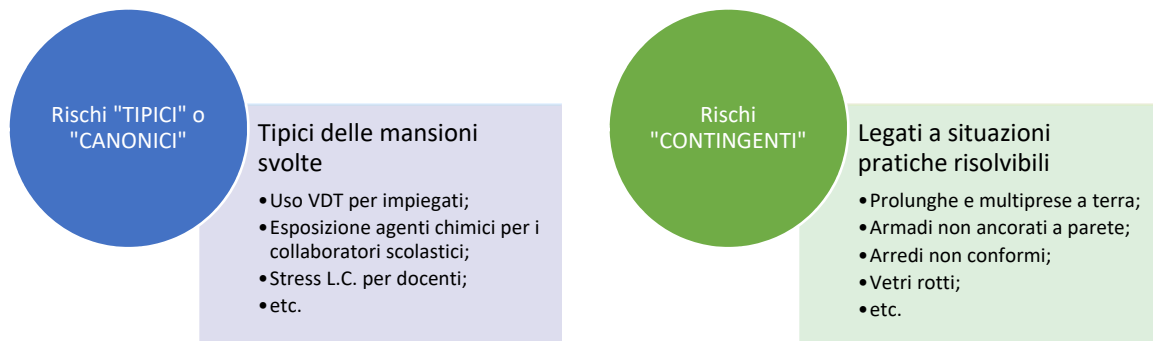 Rischi "TIPICI" o
"CANONICI"
Tipici delle mansioni
svolte
•Uso VDT per impiegati;
•Esposizione agenti chimici per i
collaboratori scolastici;
•Stress L.C. per docenti;
•etc.
Rischi
"CONTINGENTI"
Legati a situazioni
pratiche risolvibili
•Prolunghe e multiprese a terra;
•Armadi non ancorati a parete;
•Arredi non conformi;
•Vetri rotti;
•etc.